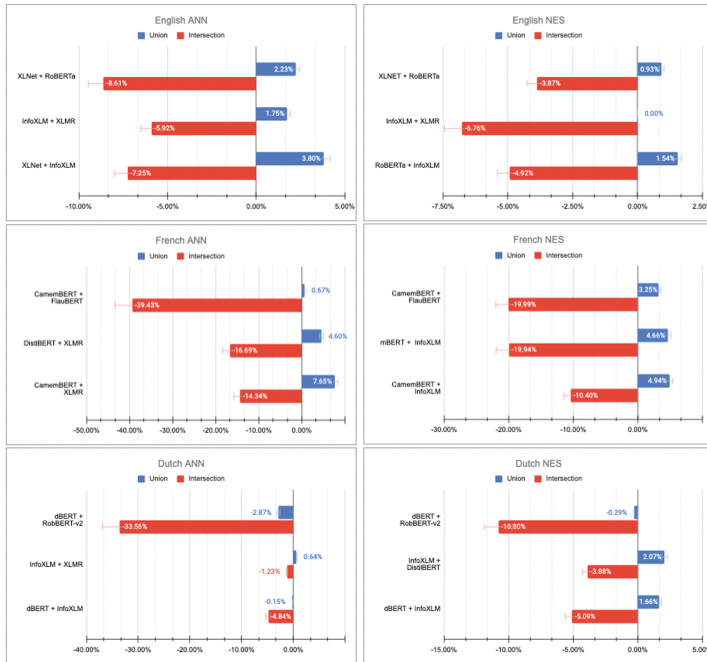 English ANN
Union Intersection
XLNet + RoBERTa
2.23%
-8.61%
InfoXLM + XLMR
1.75%
-5.92%
XLNet + InfoXLM
3.80%
-7.25%
-10.00% -5.00% 0.00% 5.00%
English NES
Union Intersection
XLNET + RoBERTa
0.93%
-3.87%
InfoXLM + XLMR
0.00%
-6.76%
RoBERTa + InfoXLM
1.54%
-4.92%
-7.50% -5.00% -2.50% 0.00% 2.50%
French ANN
Union Intersection
CamemBERT +
FlauBERT
0.67%
-39.43%
DistlBERT + XLMR
4.60%
-16.69%
CamemBERT +
XLMR
7.65%
-14.34%
-50.00% -40.00% -30.00% -20.00% -10.00% 0.00%
French NES
Union Intersection
CamemBERT +
FlauBERT
3.25%
-19.99%
mBERT + InfoXLM
4.66%
-19.94%
CamemBERT +
InfoXLM
4.94%
-10.40%
-30.00% -20.00% -10.00% 0.00%
Dutch ANN
Union Intersection
dBERT +
RobBERT-v2
-2.87%
-33.56%
InfoXLM + XLMR
0.64%
-1.23%
dBERT + InfoXLM
-0.15%
-4.84%
-40.00% -30.00% -20.00% -10.00% 0.00%
Dutch NES
Union Intersection
dBERT +
RobBERT-v2
-0.29%
-10.80%
InfoXLM +
DistlBERT
2.07%
-3.88%
dBERT + InfoXLM
1.66%
-5.09%
-15.00% -10.00% -5.00% 0.00% 5.00%